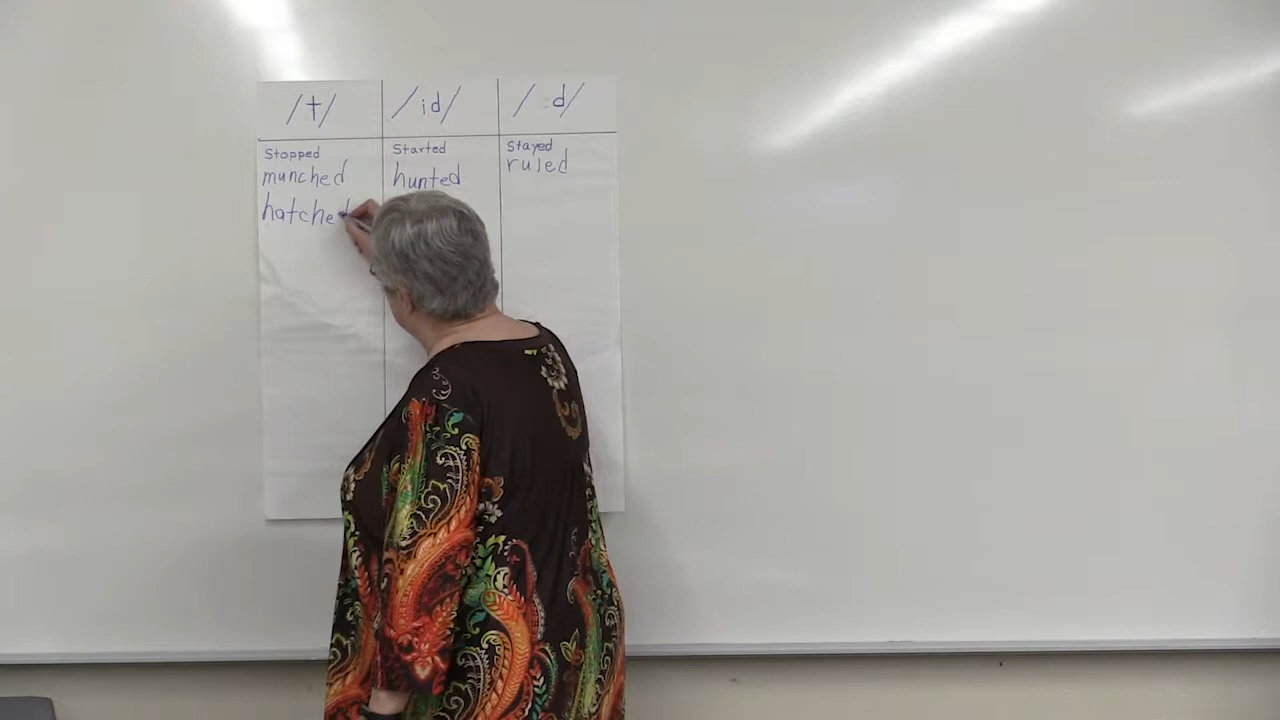 /t/ /id/ /d/
Stopped Started Stayed
munched hunted ruled
hatched